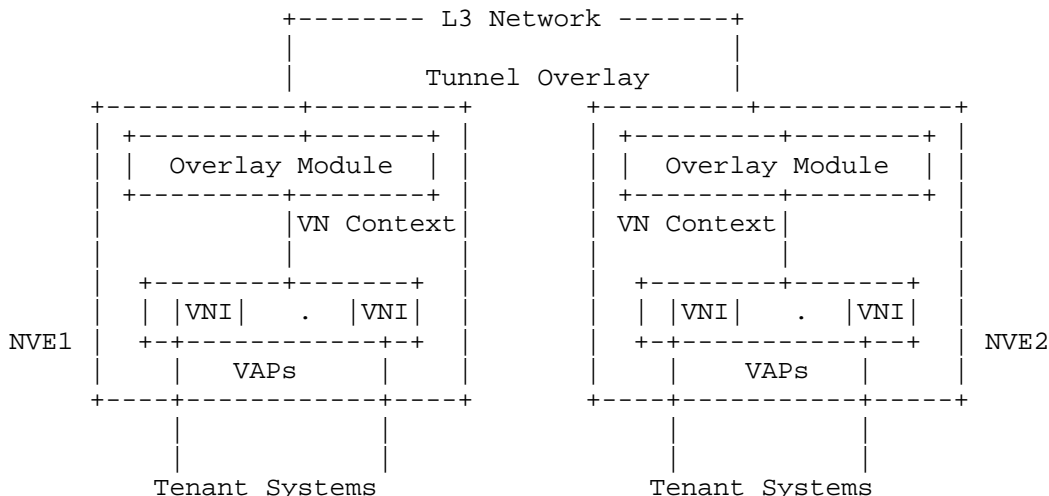 L3 Network
Tunnel Overlay
Overlay Module Overlay Module
VN Context VN Context
VNI . VNI VNI . VNI
NVE1 NVE2
VAPs VAPs
Tenant Systems Tenant Systems